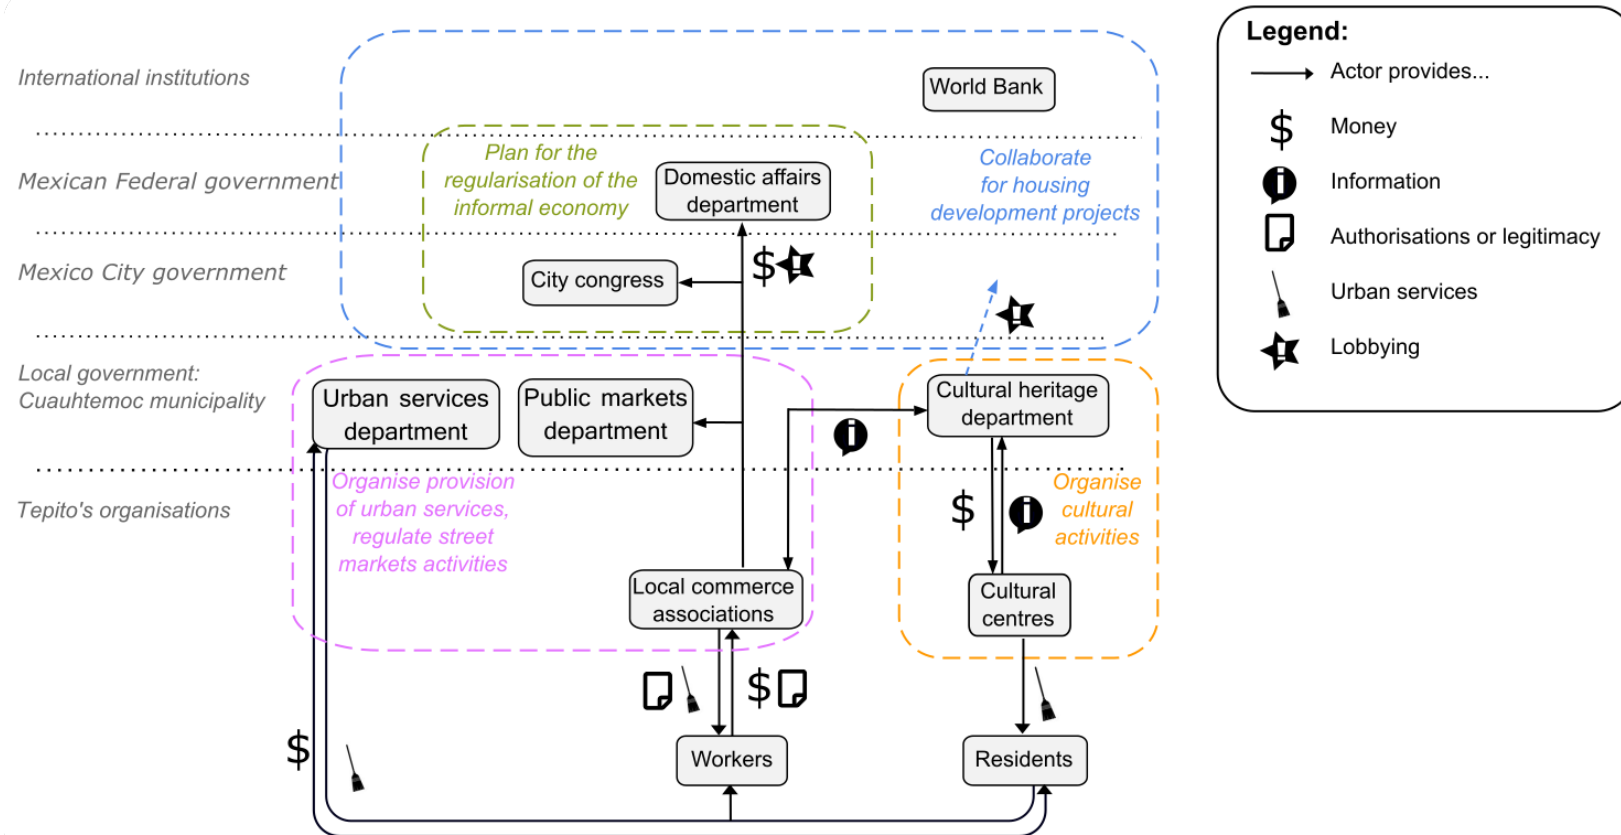 International institutions
World Bank
Mexican Federal government
Plan for the
regularisation of the
informal economy
Domestic affairs
department
Collaborate
for housing
development projects
Mexico City government
City congress
$
Local government:
Cuauhtemoc municipality
Urban services
department
Public markets
department
Cultural heritage
department
Tepito's organisations
Organise provision
of urban services,
regulate street
markets activities
$
Organise
cultural
activities
Local commerce
associations
Cultural
centres
$
$
Workers
Residents
Legend:
Actor provides...
$ Money
Information
Authorisations or legitimacy
Urban services
Lobbying